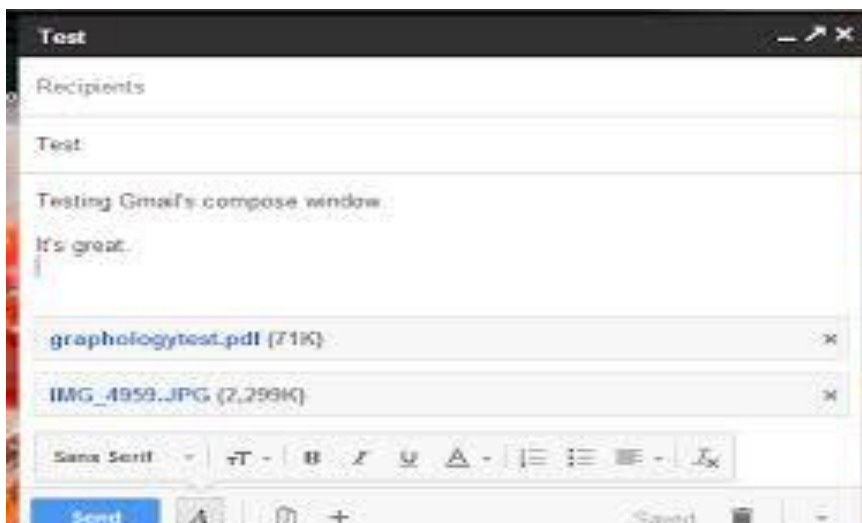 Test
Recipients
Test
Testing Gmail's compose window.
It's great.
graphologytest.pdf (71K)
IMG_4959.JPG (2,299K)
Sans Serif
Send
Saved